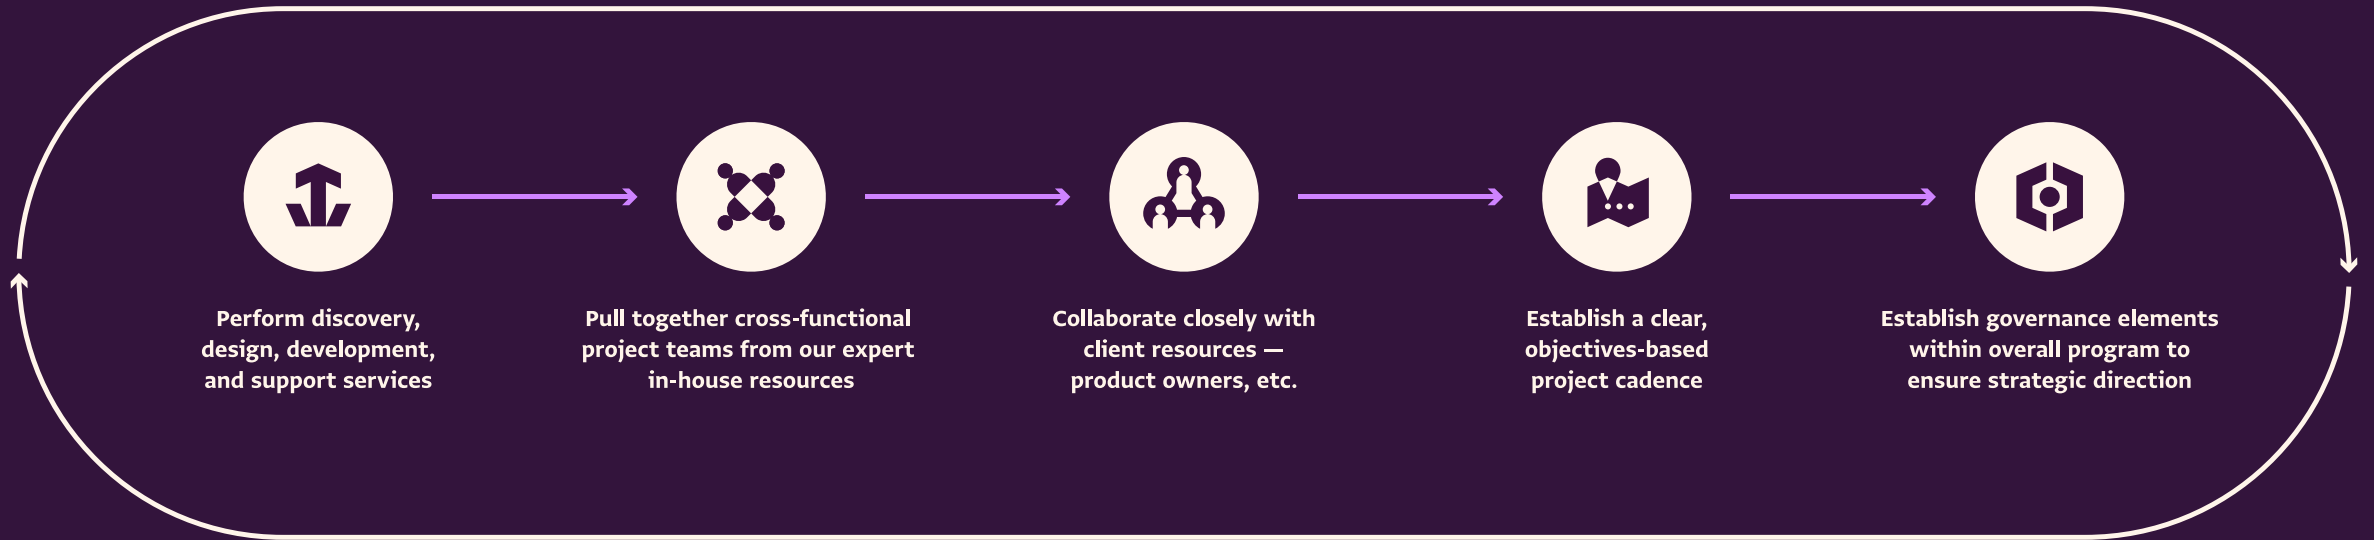 Perform discovery,
design, development,
and support services
Pull together cross-functional
project teams from our expert
in-house resources
Collaborate closely with
client resources —
product owners, etc.
Establish a clear,
objectives-based
project cadence
Establish governance elements
within overall program to
ensure strategic direction